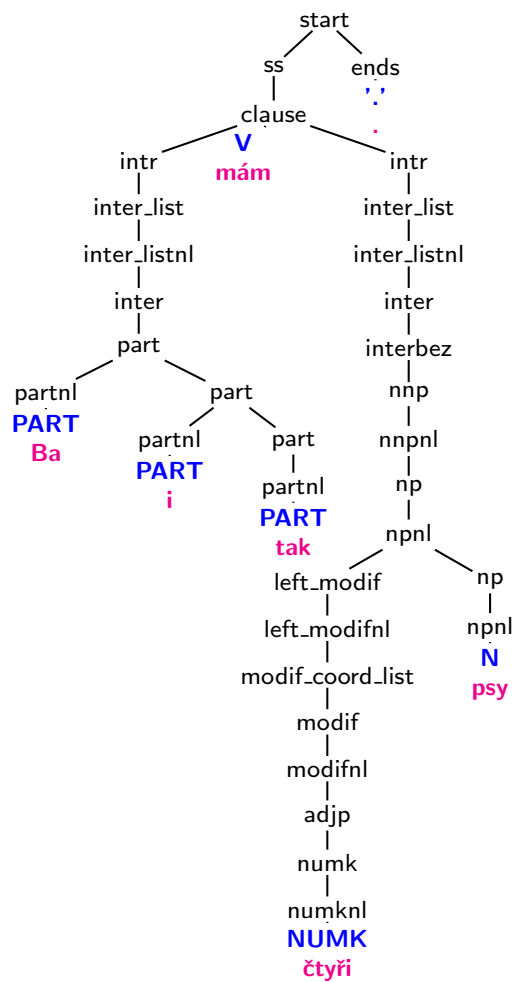 start
ss ends
'.'
clause .
V
intr mám intr
inter_list inter_list
inter_listnl inter_listnl
inter inter
part interbez
partnl part nnp
PART
Ba partnl part nnpnl
PART
i partnl np
PART
tak npnl
left_modif np
left_modifnl npnl
N
modif_coord_list psy
modif
modifnl
adjp
numk
numknl
NUMK
čtyři